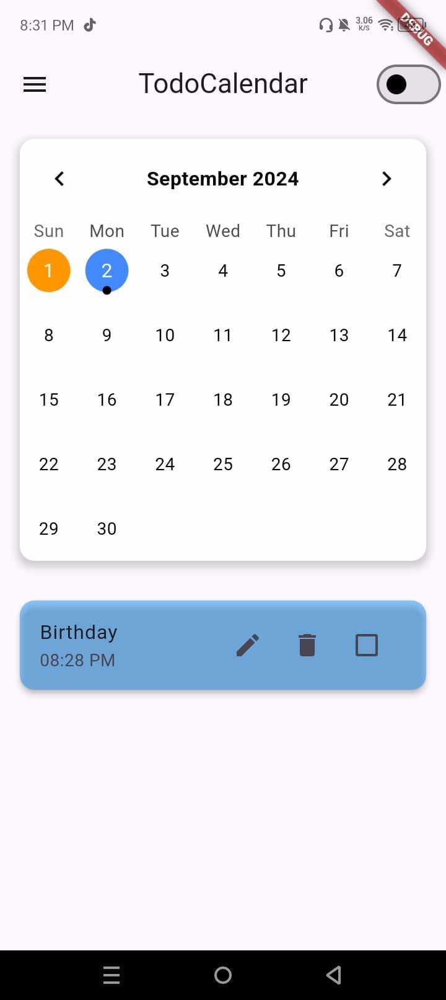 8:31 PM
3.06
K/S
DEBUG
TodoCalendar
September 2024
Sun Mon Tue Wed Thu Fri Sat
1 2 3 4 5 6 7
8 9 10 11 12 13 14
15 16 17 18 19 20 21
22 23 24 25 26 27 28
29 30
Birthday
08:28 PM